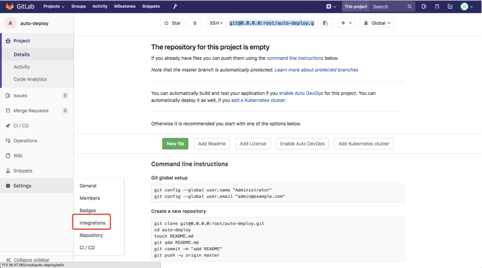 GitLab Projects Groups Activity Milestones Snippets This project Search
A auto-deploy
Star 0 SSH git@0.0.0.0:root/auto-deploy.g + Global
Project
Details
Activity
Cycle Analytics
Issues 0
Merge Requests 0
CI / CD
Operations
Wiki
Snippets
Settings
General
Members
Badges
Integrations
Repository
CI / CD
Collapse sidebar
The repository for this project is empty
If you already have files you can push them using the command line instructions below.
Note that the master branch is automatically protected. Learn more about protected branches
You can automatically build and test your application if you enable Auto DevOps for this project. You can
automatically deploy it as well, if you add a Kubernetes cluster.
Otherwise it is recommended you start with one of the options below.
New file Add Readme Add License Enable Auto DevOps Add Kubernetes cluster
Command line instructions
Git global setup
git config --global user.name "Administrator"
git config --global user.email "admin@example.com"
Create a new repository
git clone git@0.0.0.0:root/auto-deploy.git
cd auto-deploy
touch README.md
git add README.md
git commit -m "add README"
git push -u origin master